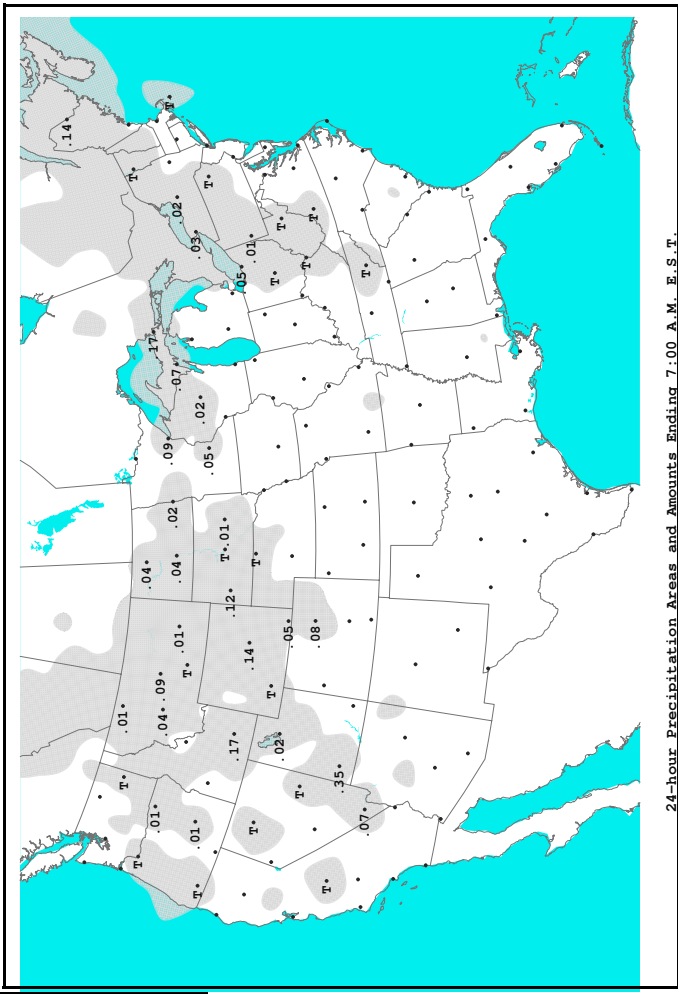 .14
.01
T
T
T
.04
.17
.01
.09
.04
.09
T
.02
.04
.07
.02
.01
T
.01
.03
T
.02
T
.05
.01
T
.12
.17
.05
.14
.01
T
T
T
T
.02
T
.05
T
T
T
.08
T
.35
.07
T
24-hour Precipitation Areas and Amounts Ending 7:00 A.M. E.S.T.